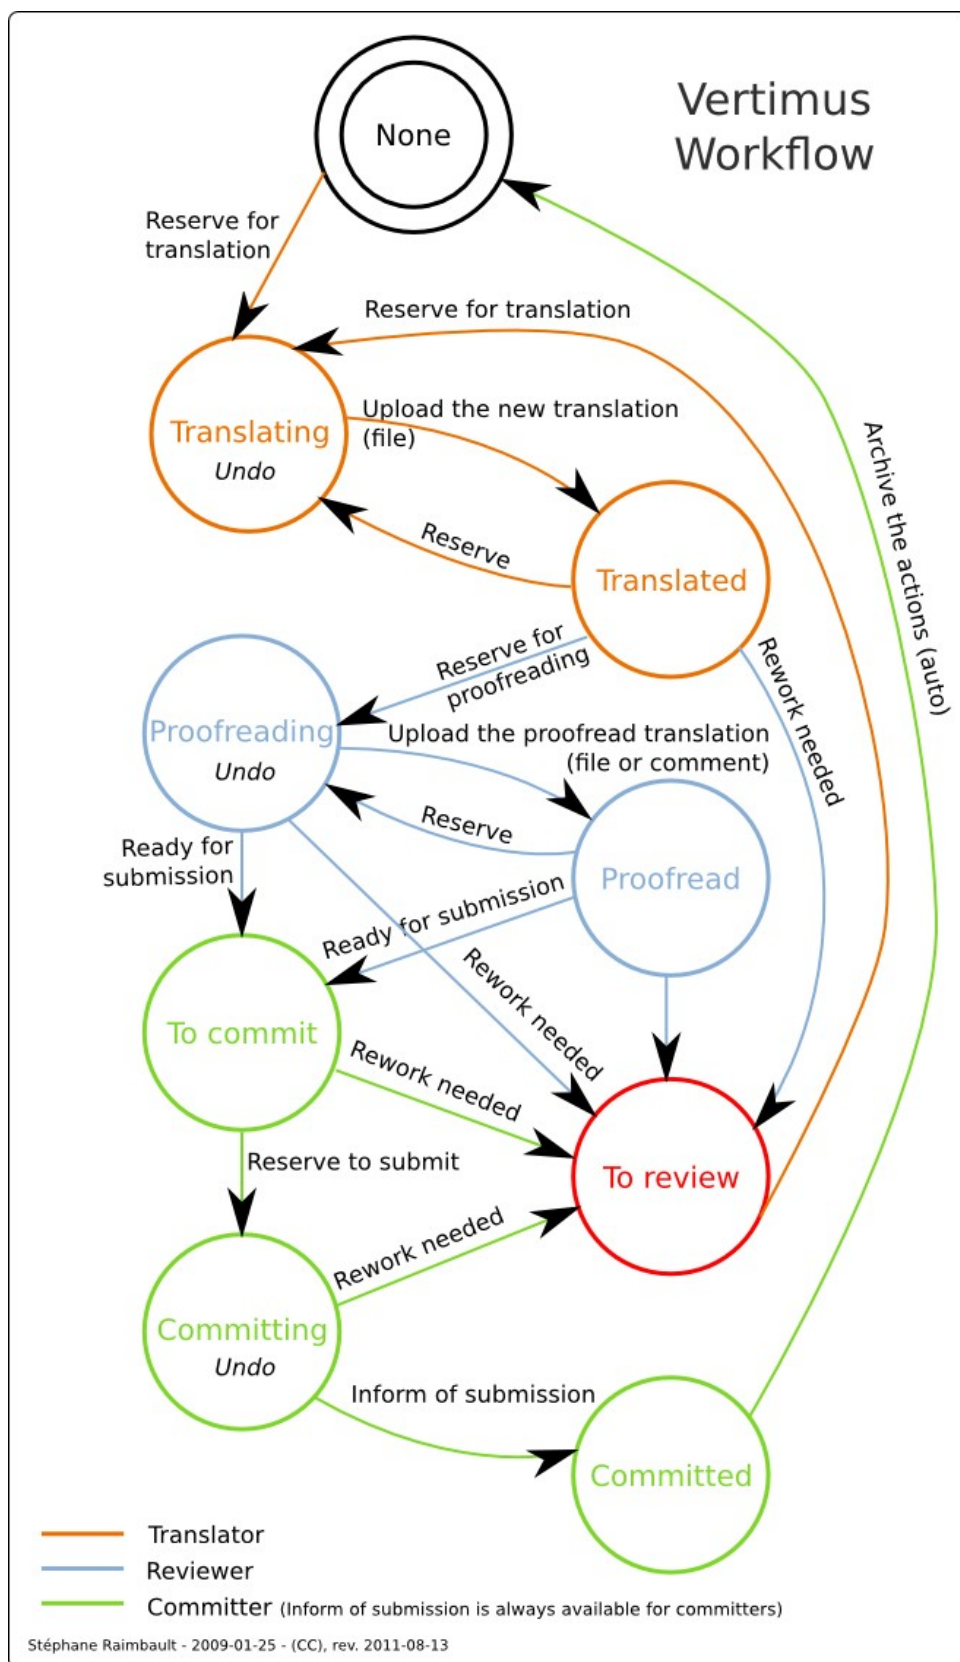 Vertimus
Workflow
None
Reserve for
translation
Reserve for translation
Translating
Undo
Upload the new translation
(file)
Archive the actions (auto)
Reserve
Translated
Reserve for
proofreading
Rework needed
Proofreading
Undo
Upload the proofread translation
(file or comment)
Reserve
Ready for
submission
Proofread
Ready for submission
Rework needed
To commit
Rework needed
Reserve to submit
To review
Rework needed
Committing
Undo
Inform of submission
Committed
Translator
Reviewer
Committer (Inform of submission is always available for committers)
Stéphane Raimbault - 2009-01-25 - (CC), rev. 2011-08-13